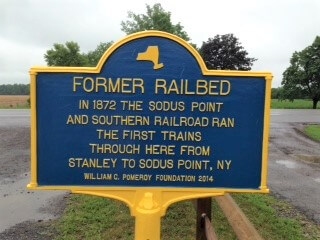 FORMER RAILBED
IN 1872 THE SODUS POINT
AND SOUTHERN RAILROAD RAN
THE FIRST TRAINS
THROUGH HERE FROM
STANLEY TO SODUS POINT, NY
WILLIAM G. POMEROY FOUNDATION 2014